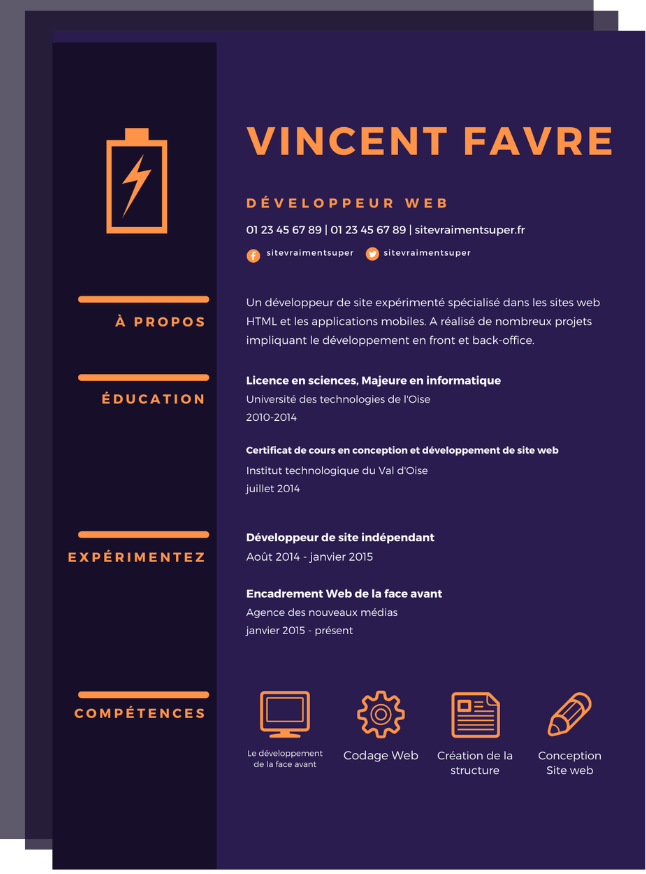 VINCENT FAVRE
DÉVELOPPEUR WEB
01 23 45 67 89 | 01 23 45 67 89 | sitevraimentsuper.fr
sitevraimentsuper sitevraimentsuper
À PROPOS
Un développeur de site expérimenté spécialisé dans les sites web
HTML et les applications mobiles. A réalisé de nombreux projets
impliquant le développement en front et back-office.
ÉDUCATION
Licence en sciences, Majeure en informatique
Université des technologies de l'Oise
2010-2014
Certificat de cours en conception et développement de site web
Institut technologique du Val d'Oise
juillet 2014
EXPÉRIMENTEZ
Développeur de site indépendant
Août 2014 - janvier 2015
Encadrement Web de la face avant
Agence des nouveaux médias
janvier 2015 - présent
COMPÉTENCES
Le développement
de la face avant
Codage Web
Création de la
structure
Conception
Site web